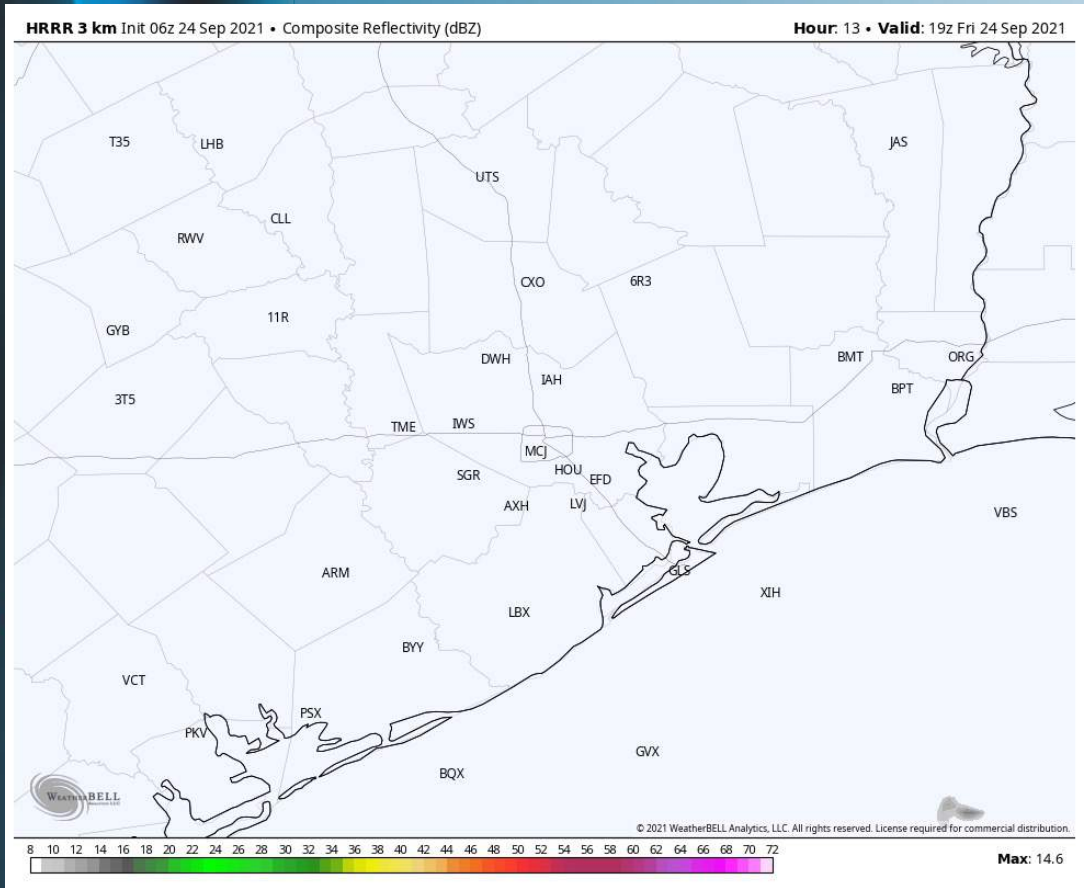 HRRR 3 km Init 06z 24 Sep 2021 • Composite Reflectivity (dBZ) Hour: 13 • Valid: 19z Fri 24 Sep 2021
T35 LHB JAS
UTS
CLL
RWV
CXO 6R3
11R
GYB
DWH BMT ORG
IAH
BPT
3T5
TME IWS
MCJ
HOU
SGR EFD
AXH LVJ
VBS
ARM GLS
XIH
LBX
BYY
VCT
PSX
PKV
GVX
BQX
WEATHERBELL
© 2021 WeatherBELL Analytics, LLC. All rights reserved. License required for commercial distribution.
8 10 12 14 16 18 20 22 24 26 28 30 32 34 36 38 40 42 44 46 48 50 52 54 56 58 60 62 64 66 68 70 72
Max: 14.6